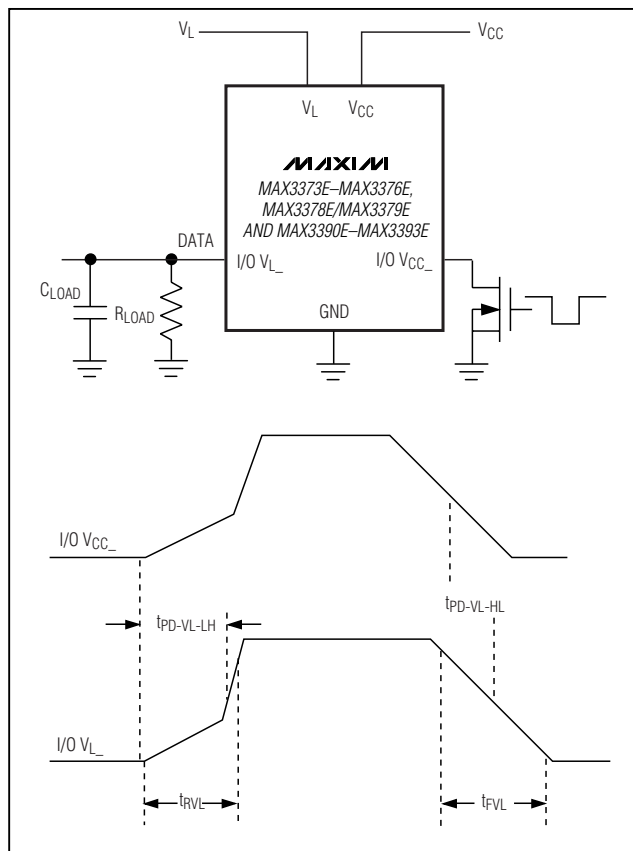 VL
VCC
VL VCC
MAXIM
MAX3373E–MAX3376E,
MAX3378E/MAX3379E
AND MAX3390E–MAX3393E
DATA
I/O VL_ I/O VCC_
CLOAD
RLOAD
GND
I/O VCC_
tPD-VL-LH
tPD-VL-HL
I/O VL_
tRVL
tFVL